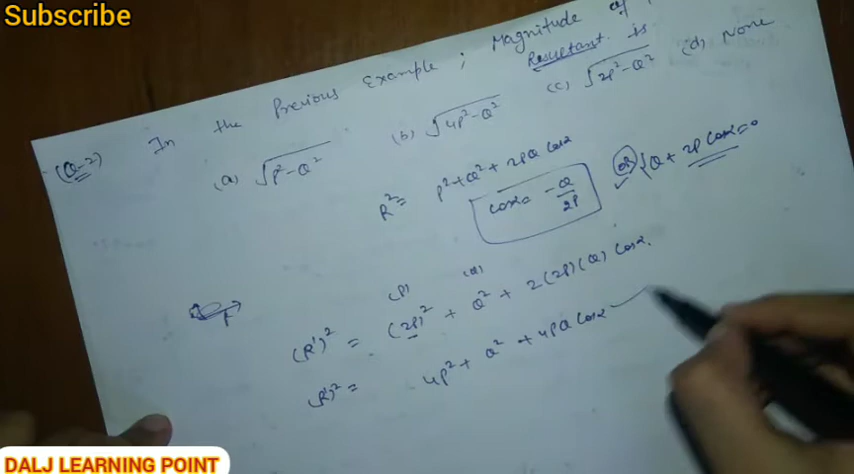 Subscribe
(Q-2) In the Previous Example ; Magnitude of
Resultant is
(a) √P²-Q² (b) √4P²-Q² (c) √2P²-Q² (d) None
R² = P²+Q²+2PQ Cosα
Cosα = -Q/2P or {Q + 2P Cosα = 0
(P) (Q)
(R')² = (2P)² + Q² + 2(2P)(Q) Cosα.
(R')² = 4P² + Q² + 4PQ Cosα
DALJ LEARNING POINT